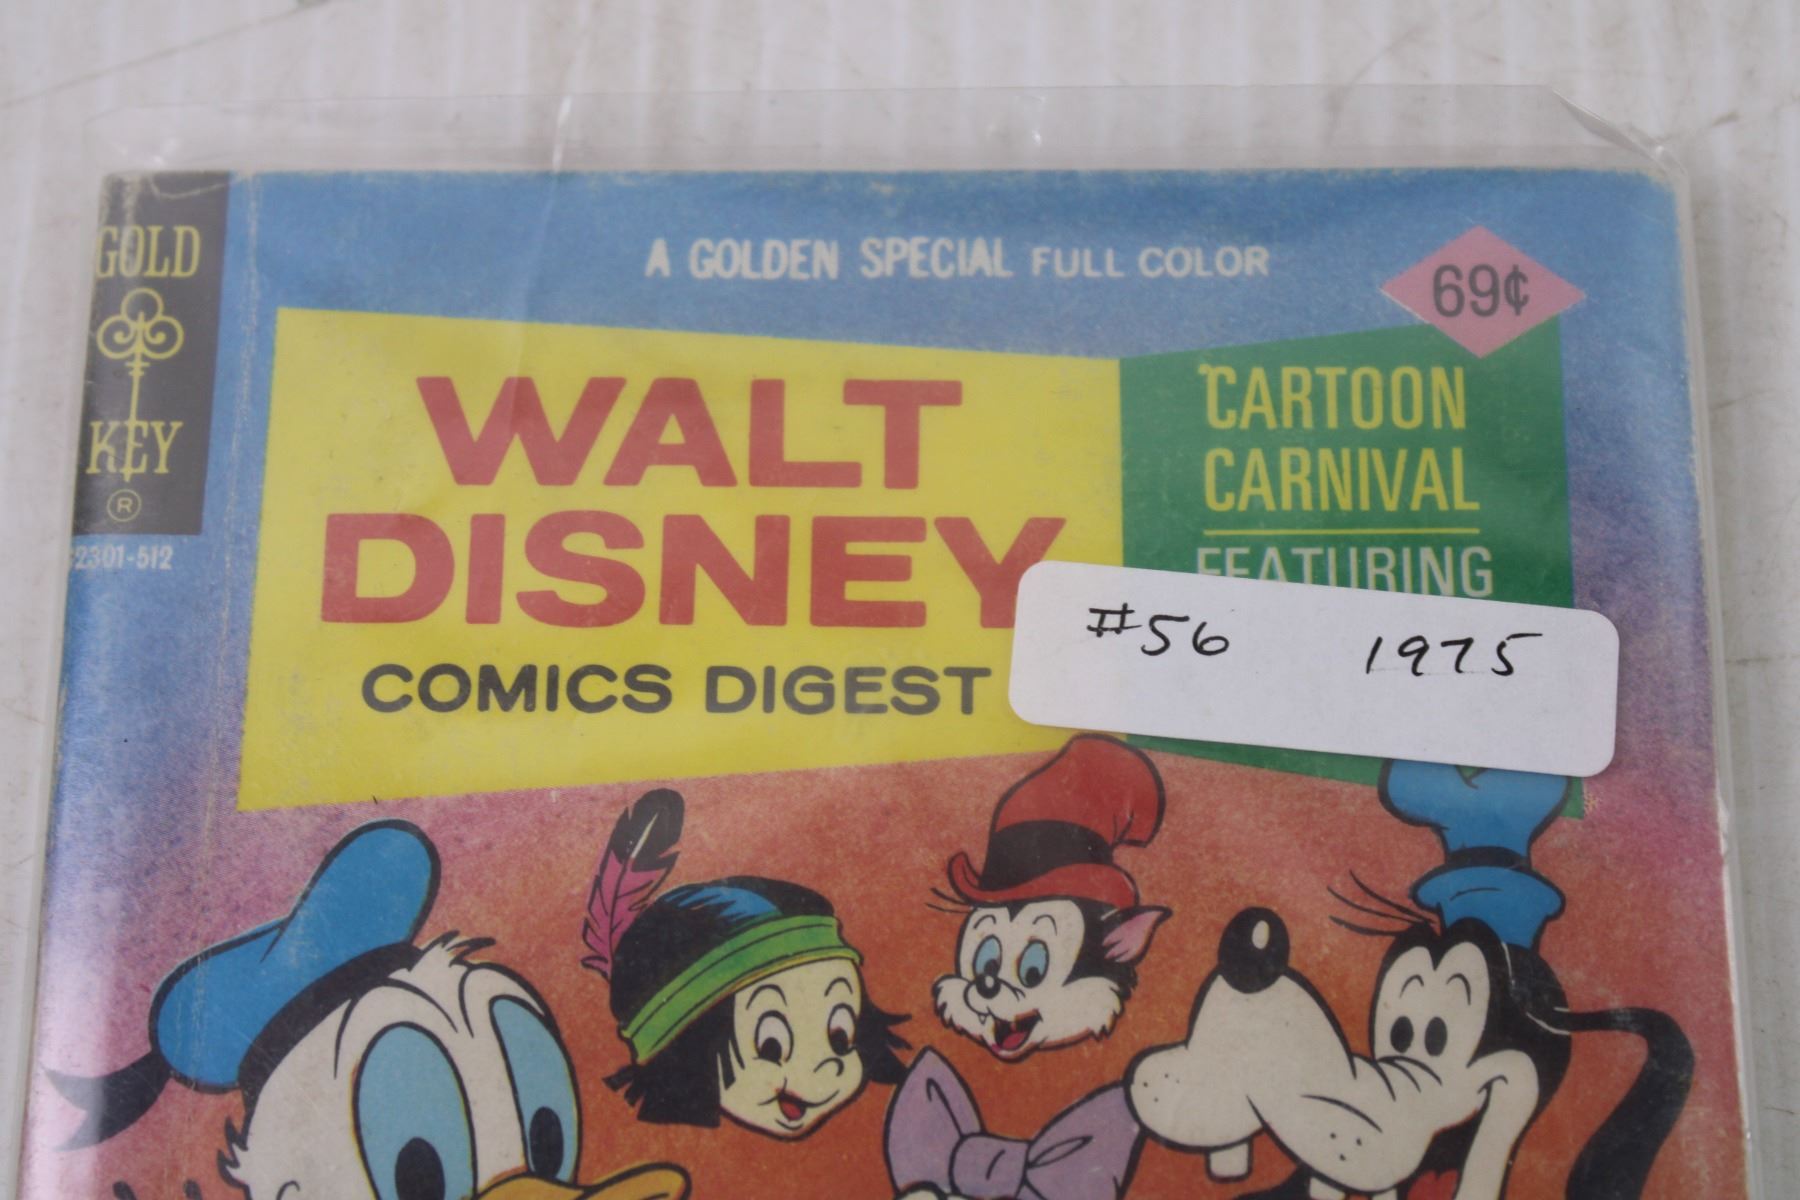 A GOLDEN SPECIAL FULL COLOR
69¢
GOLD
KEY
®
2301-512
WALT
DISNEY
COMICS DIGEST
CARTOON
CARNIVAL
FEATURING
#56 1975